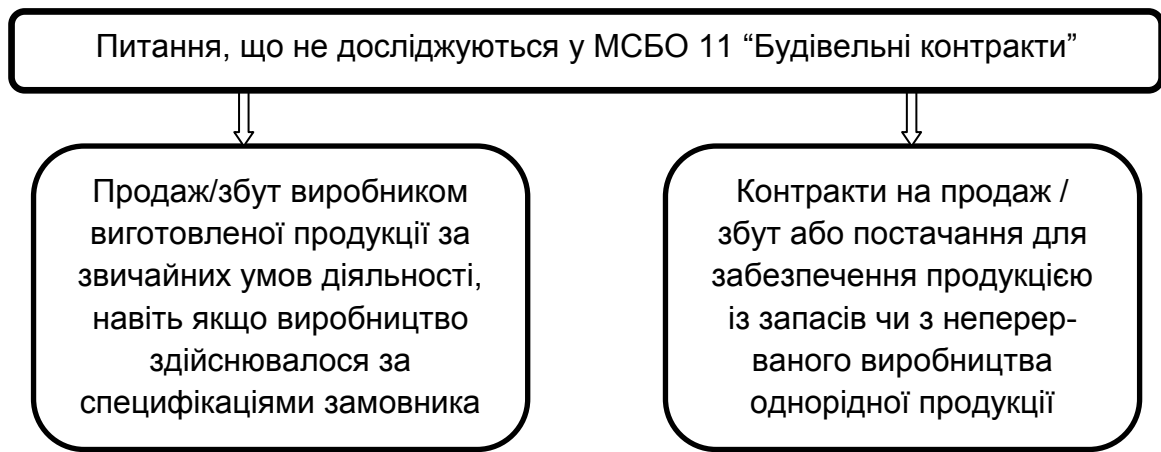 Питання, що не досліджуються у МСБО 11 “Будівельні контракти”
Продаж/збут виробником
виготовленої продукції за
звичайних умов діяльності,
навіть якщо виробництво
здійснювалося за
специфікаціями замовника
Контракти на продаж /
збут або постачання для
забезпечення продукцією
із запасів чи з неперер-
ваного виробництва
однорідної продукції